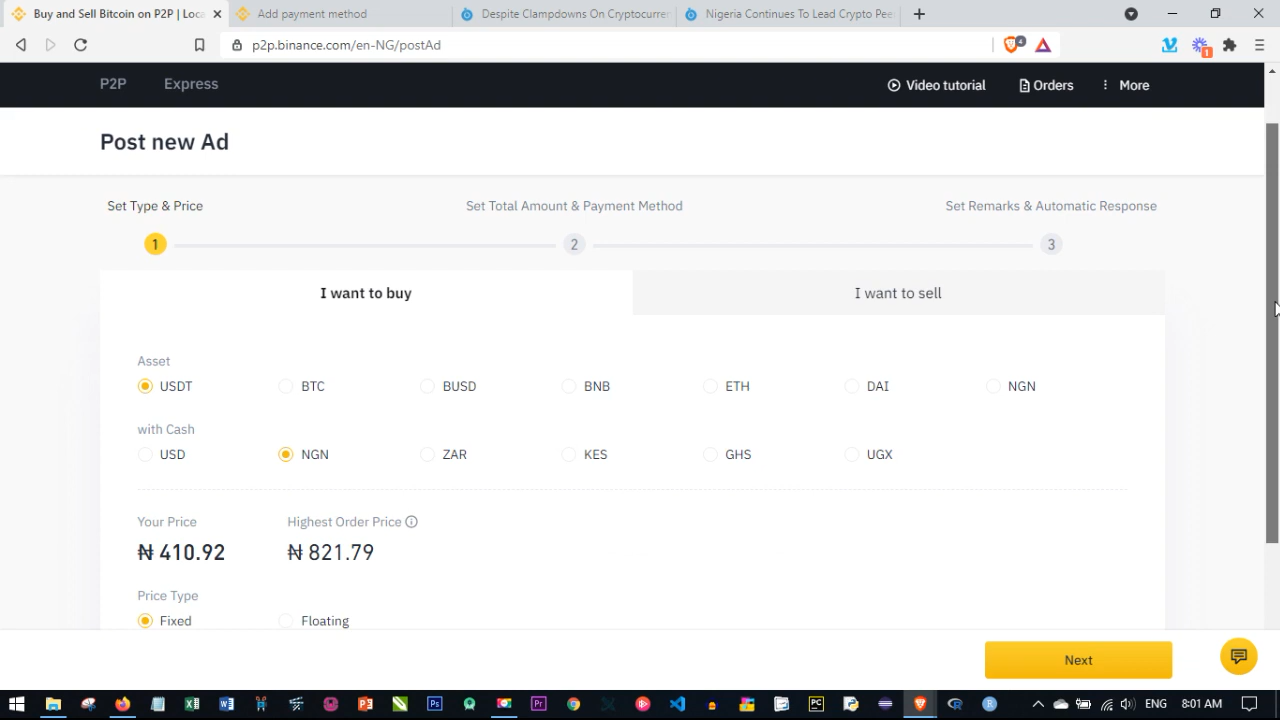 Buy and Sell Bitcoin on P2P | Loca
Add payment method
Despite Clampdowns On Cryptocurren
Nigeria Continues To Lead Crypto Pee
p2p.binance.com/en-NG/postAd
4
1
P2P
Express
Video tutorial
Orders
More
Post new Ad
Set Type & Price
Set Total Amount & Payment Method
Set Remarks & Automatic Response
1
2
3
I want to buy
I want to sell
Asset
USDT
BTC
BUSD
BNB
ETH
DAI
NGN
with Cash
USD
NGN
ZAR
KES
GHS
UGX
Your Price
Highest Order Price
₦ 410.92
₦ 821.79
Price Type
Fixed
Floating
Next
ENG
8:01 AM